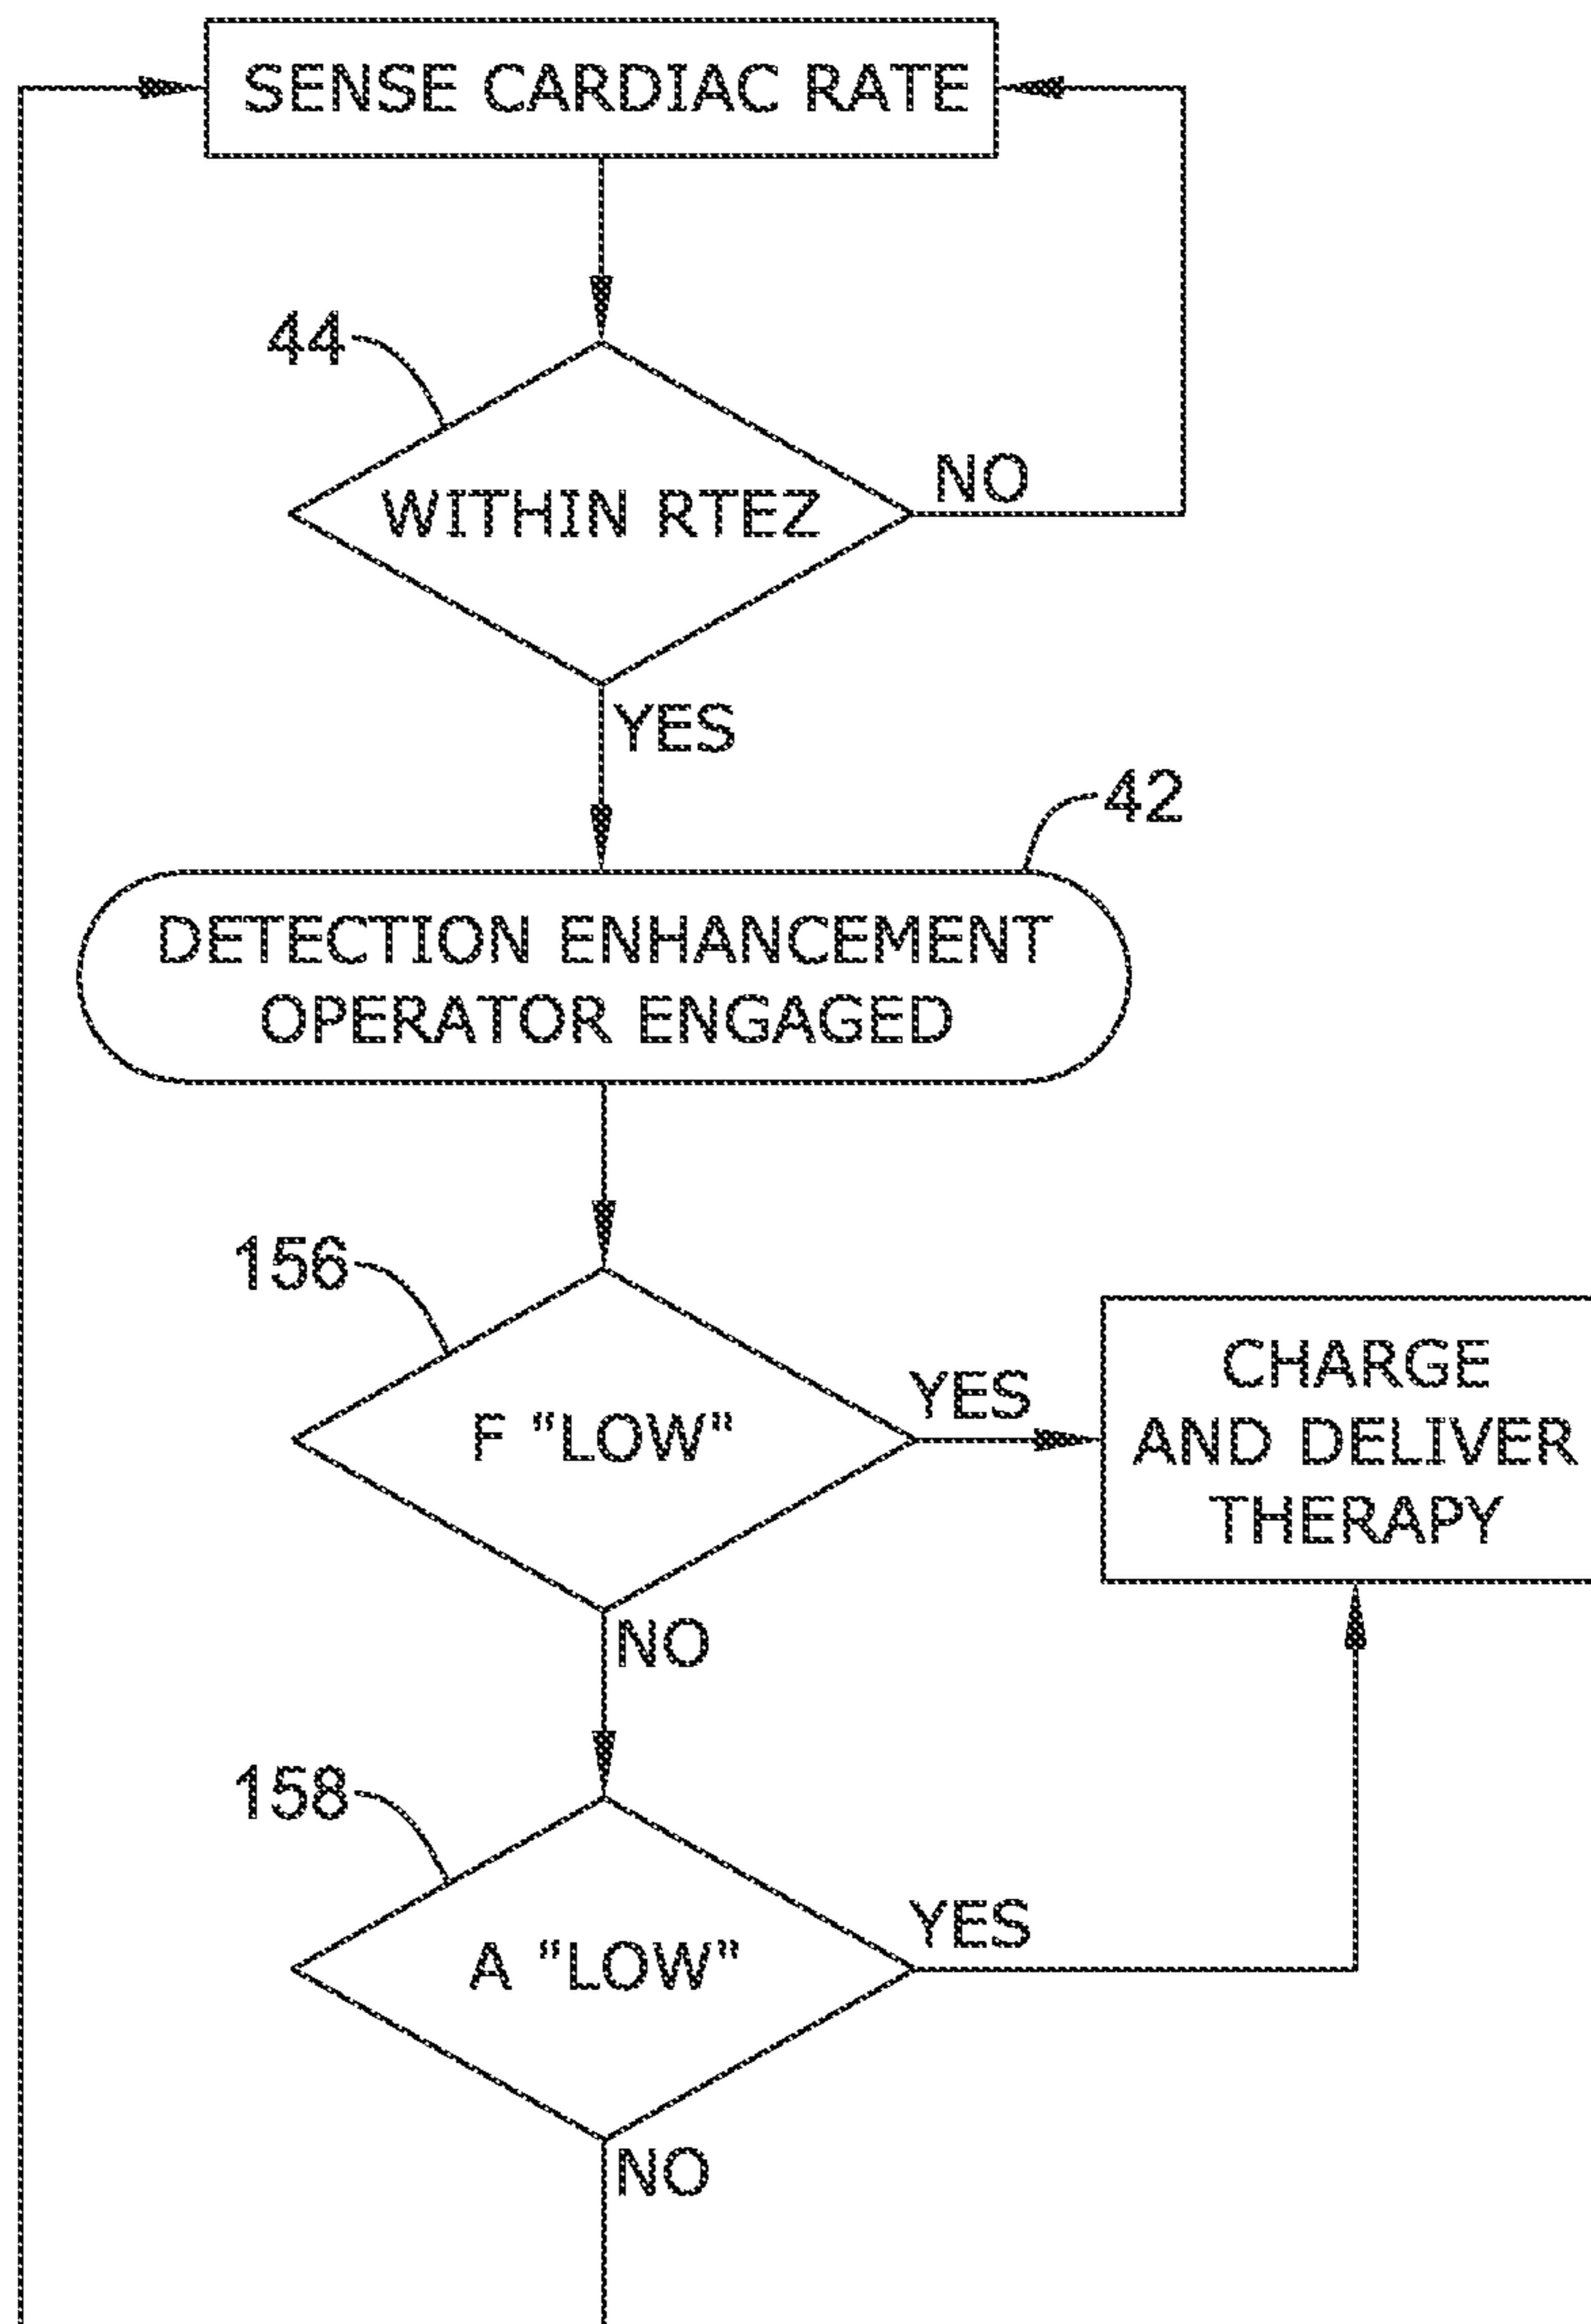 SENSE CARDIAC RATE
44
WITHIN RTEZ
NO
YES
42
DETECTION ENHANCEMENT
OPERATOR ENGAGED
156
F "LOW"
YES
CHARGE
AND DELIVER
THERAPY
NO
158
A "LOW"
YES
NO